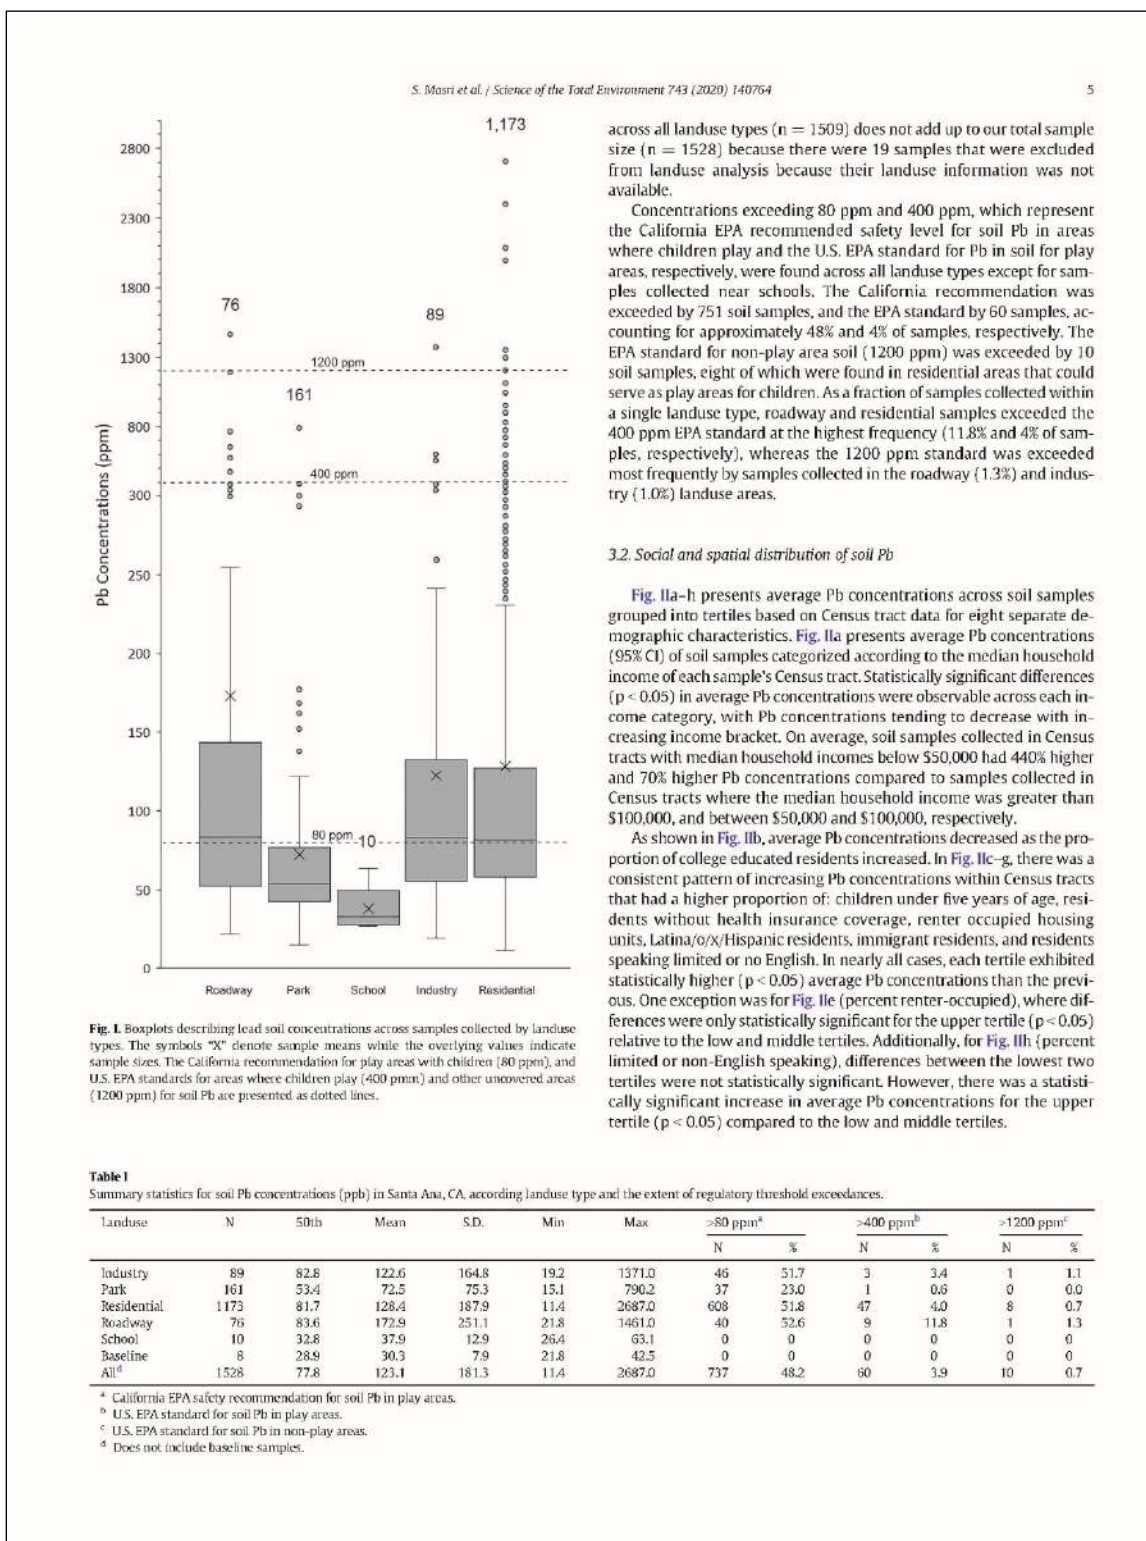 S. Masri et al. / Science of the Total Environment 743 (2020) 140764
5
1,173
2800
2300
1800
1300
800
300
250
200
150
100
50
0
Pb Concentrations (ppm)
76
161
89
10
1200 ppm
400 ppm
80 ppm
Roadway Park School Industry Residential
Fig. I. Boxplots describing lead soil concentrations across samples collected by landuse
types. The symbols "X" denote sample means while the overlying values indicate
sample sizes. The California recommendation for play areas with children (80 ppm), and
U.S. EPA standards for areas where children play (400 pmm) and other uncovered areas
(1200 ppm) for soil Pb are presented as dotted lines.
across all landuse types (n = 1509) does not add up to our total sample
size (n = 1528) because there were 19 samples that were excluded
from landuse analysis because their landuse information was not
available.
Concentrations exceeding 80 ppm and 400 ppm, which represent
the California EPA recommended safety level for soil Pb in areas
where children play and the U.S. EPA standard for Pb in soil for play
areas, respectively, were found across all landuse types except for sam-
ples collected near schools. The California recommendation was
exceeded by 751 soil samples, and the EPA standard by 60 samples, ac-
counting for approximately 48% and 4% of samples, respectively. The
EPA standard for non-play area soil (1200 ppm) was exceeded by 10
soil samples, eight of which were found in residential areas that could
serve as play areas for children. As a fraction of samples collected within
a single landuse type, roadway and residential samples exceeded the
400 ppm EPA standard at the highest frequency (11.8% and 4% of sam-
ples, respectively), whereas the 1200 ppm standard was exceeded
most frequently by samples collected in the roadway (1.3%) and indus-
try (1.0%) landuse areas.
3.2. Social and spatial distribution of soil Pb
Fig. IIa–h presents average Pb concentrations across soil samples
grouped into tertiles based on Census tract data for eight separate de-
mographic characteristics. Fig. IIa presents average Pb concentrations
(95% CI) of soil samples categorized according to the median household
income of each sample's Census tract. Statistically significant differences
(p < 0.05) in average Pb concentrations were observable across each in-
come category, with Pb concentrations tending to decrease with in-
creasing income bracket. On average, soil samples collected in Census
tracts with median household incomes below $50,000 had 440% higher
and 70% higher Pb concentrations compared to samples collected in
Census tracts where the median household income was greater than
$100,000, and between $50,000 and $100,000, respectively.
As shown in Fig. IIb, average Pb concentrations decreased as the pro-
portion of college educated residents increased. In Fig. IIc–g, there was a
consistent pattern of increasing Pb concentrations within Census tracts
that had a higher proportion of: children under five years of age, resi-
dents without health insurance coverage, renter occupied housing
units, Latina/o/x/Hispanic residents, immigrant residents, and residents
speaking limited or no English. In nearly all cases, each tertile exhibited
statistically higher (p < 0.05) average Pb concentrations than the previ-
ous. One exception was for Fig. IIe (percent renter-occupied), where dif-
ferences were only statistically significant for the upper tertile (p < 0.05)
relative to the low and middle tertiles. Additionally, for Fig. IIh (percent
limited or non-English speaking), differences between the lowest two
tertiles were not statistically significant. However, there was a statisti-
cally significant increase in average Pb concentrations for the upper
tertile (p < 0.05) compared to the low and middle tertiles.
Table I
Summary statistics for soil Pb concentrations (ppb) in Santa Ana, CA, according landuse type and the extent of regulatory threshold exceedances.
Landuse N 50th Mean S.D. Min Max >80 ppmᵃ >400 ppmᵇ >1200 ppmᶜ
N % N % N %
Industry 89 82.8 122.6 164.8 19.2 1371.0 46 51.7 3 3.4 1 1.1
Park 161 53.4 72.5 75.3 15.1 790.2 37 23.0 1 0.6 0 0.0
Residential 1173 81.7 128.4 187.9 11.4 2687.0 608 51.8 47 4.0 8 0.7
Roadway 76 83.6 172.9 251.1 21.8 1461.0 40 52.6 9 11.8 1 1.3
School 10 32.8 37.9 12.9 26.4 63.1 0 0 0 0 0 0
Baseline 8 28.9 30.3 7.9 21.8 42.5 0 0 0 0 0 0
Allᵈ 1528 77.8 123.1 181.3 11.4 2687.0 737 48.2 60 3.9 10 0.7
ᵃ California EPA safety recommendation for soil Pb in play areas.
ᵇ U.S. EPA standard for soil Pb in play areas.
ᶜ U.S. EPA standard for soil Pb in non-play areas.
ᵈ Does not include baseline samples.